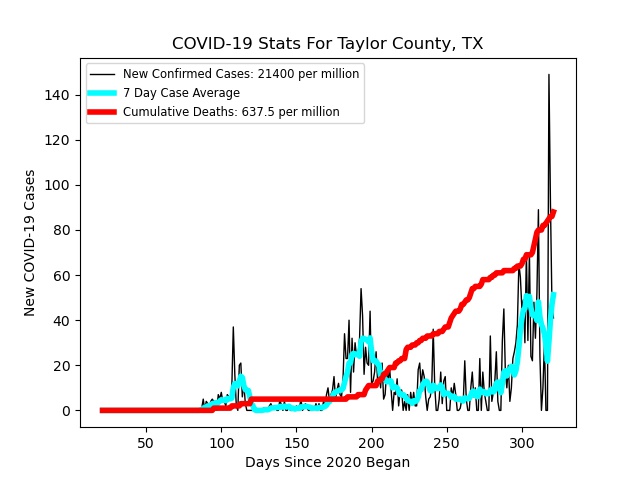 COVID-19 Stats For Taylor County, TX
New Confirmed Cases: 21400 per million
7 Day Case Average
Cumulative Deaths: 637.5 per million
New COVID-19 Cases
140
120
100
80
60
40
20
0
50
100
150
200
250
300
Days Since 2020 Began